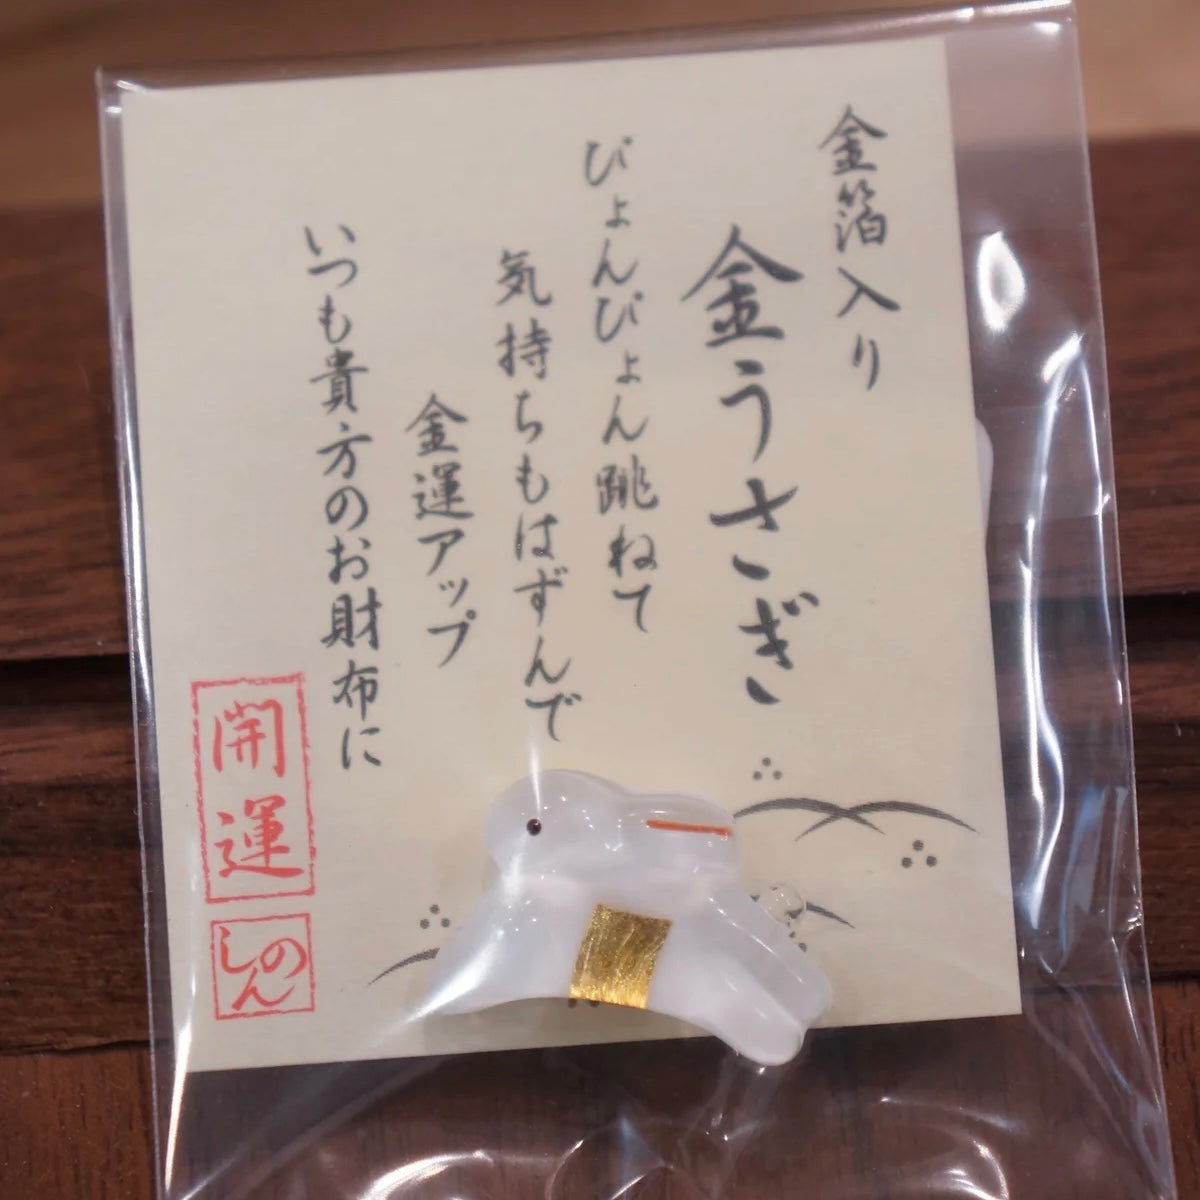 金箔入り
金うさぎ
ぴょんぴょん跳ねて
気持ちもはずんで
金運アップ
いつも貴方のお財布に
開運
しのん